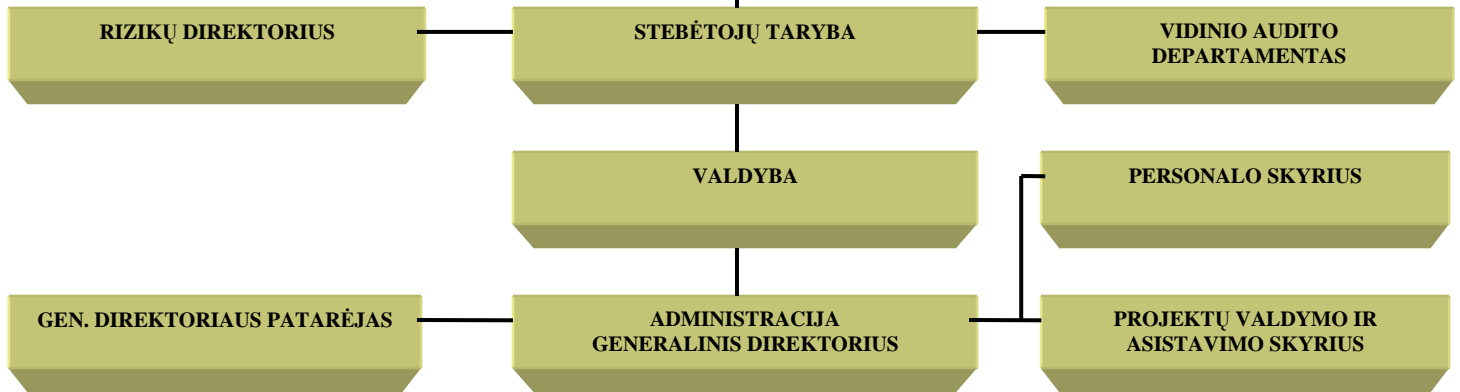 RIZIKŲ DIREKTORIUS
STEBĖTOJŲ TARYBA
VIDINIO AUDITO
DEPARTAMENTAS
VALDYBA
PERSONALO SKYRIUS
GEN. DIREKTORIAUS PATARĖJAS
ADMINISTRACIJA
GENERALINIS DIREKTORIUS
PROJEKTŲ VALDYMO IR
ASISTAVIMO SKYRIUS